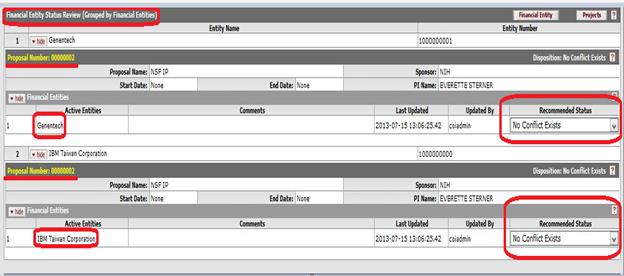 Financial Entity Status Review (Grouped by Financial Entities) Financial Entity Projects ?
Entity Name Entity Number
1 ▼ hide Genentech 1000000001
Proposal Number: 00000002 Disposition: No Conflict Exists ?
Proposal Name: NSF IP Sponsor: NIH
Start Date: None End Date: None PI Name: EVERETTE STERNER
▼ hide Financial Entities ?
Active Entities Comments Last Updated Updated By Recommended Status
1 Genentech 2013-07-15 13:06:25.42 coiadmin No Conflict Exists
2 ▼ hide IBM Taiwan Corporation 1000000000
Proposal Number: 00000002 Disposition: No Conflict Exists ?
Proposal Name: NSF IP Sponsor: NIH
Start Date: None End Date: None PI Name: EVERETTE STERNER
▼ hide Financial Entities ?
Active Entities Comments Last Updated Updated By Recommended Status
1 IBM Taiwan Corporation 2013-07-15 13:06:25.42 coiadmin No Conflict Exists